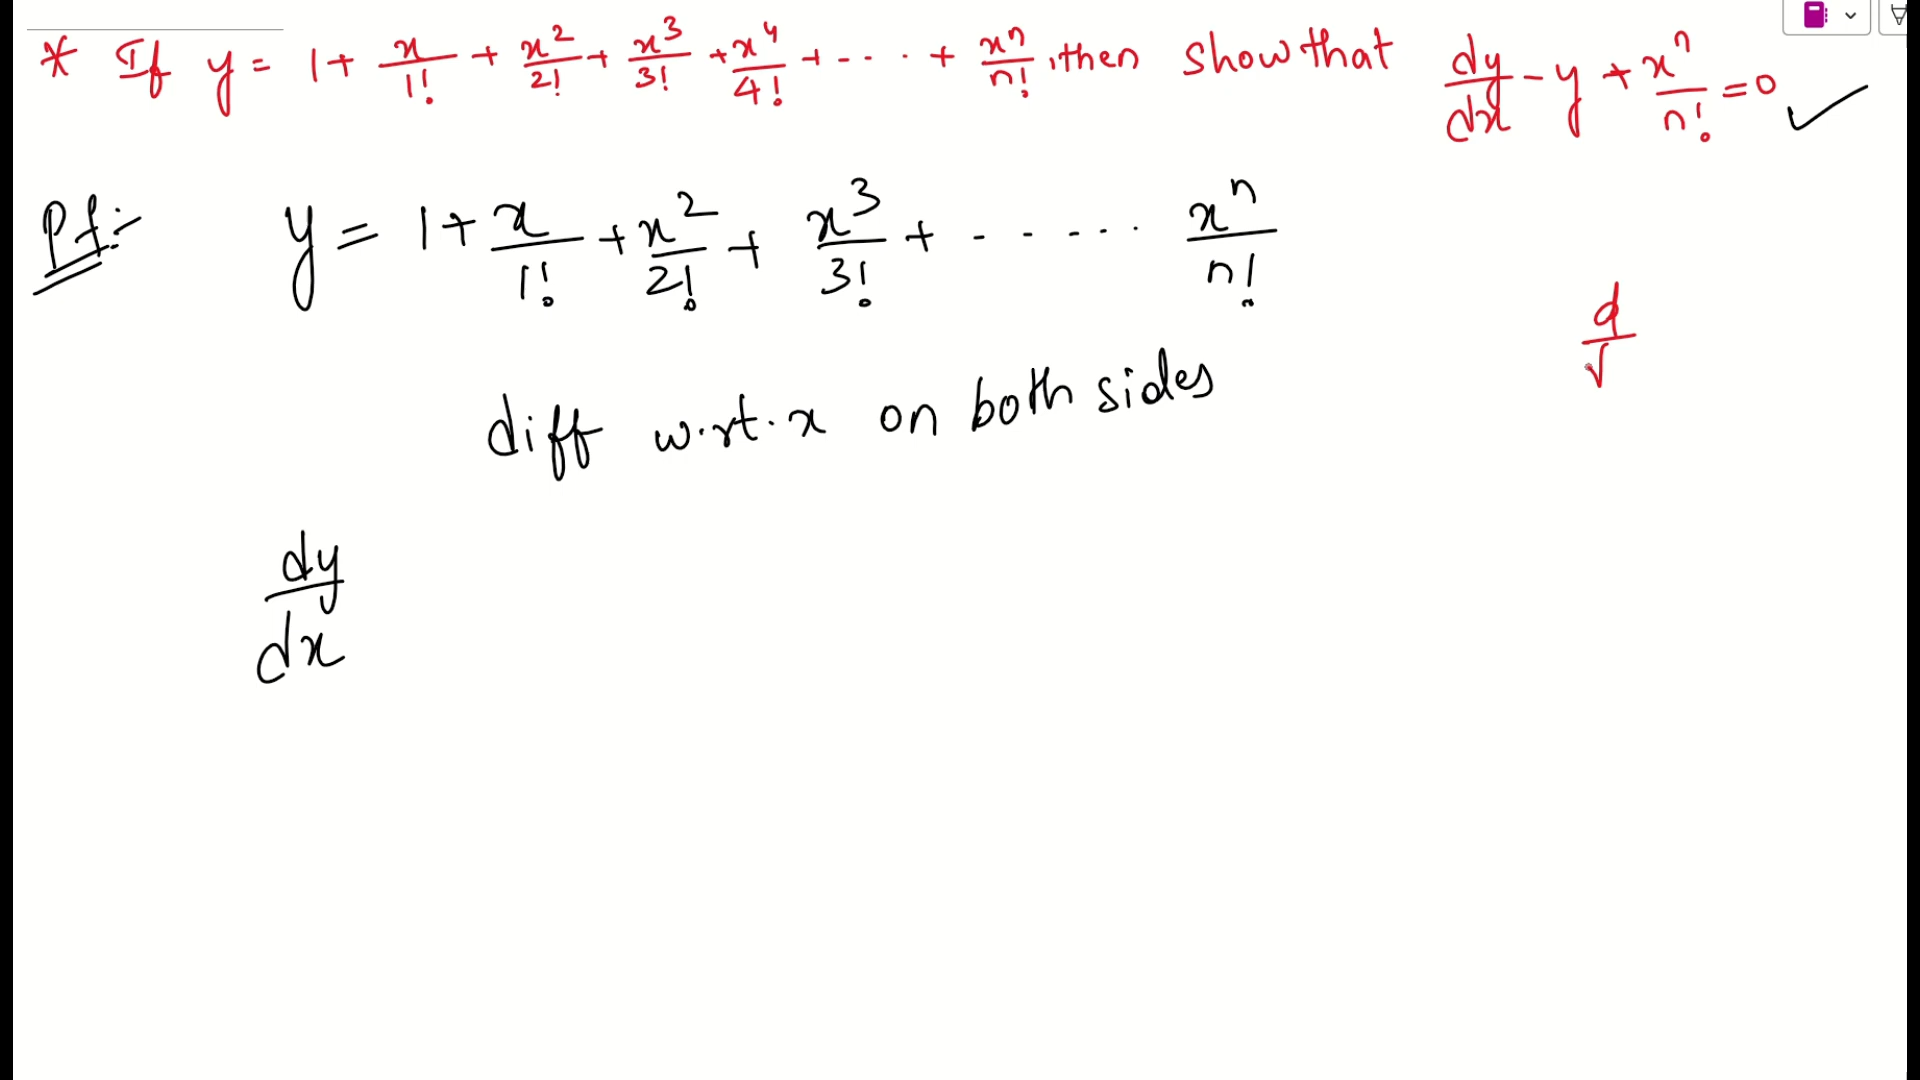 * If y = 1 + x/1! + x²/2! + x³/3! + x⁴/4! + - - . . + xⁿ/n! , then show that dy/dx - y + xⁿ/n! = 0 ✓
Pf:- y = 1 + x/1! + x²/2! + x³/3! + - - - - . . xⁿ/n!
d
diff w.r.t. x on both sides
dy/dx